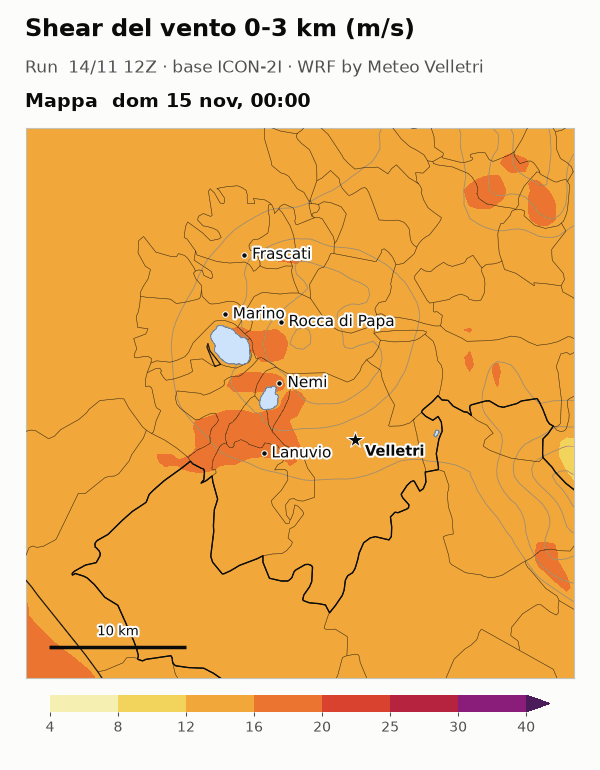 Shear del vento 0-3 km (m/s)
Run  14/11 12Z · base ICON-2I · WRF by Meteo Velletri
Mappa  dom 15 nov, 00:00
Frascati
Marino
Rocca di Papa
Nemi
Velletri
Lanuvio
10 km
4 8 12 16 20 25 30 40